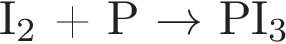 I₂ + P → PI₃